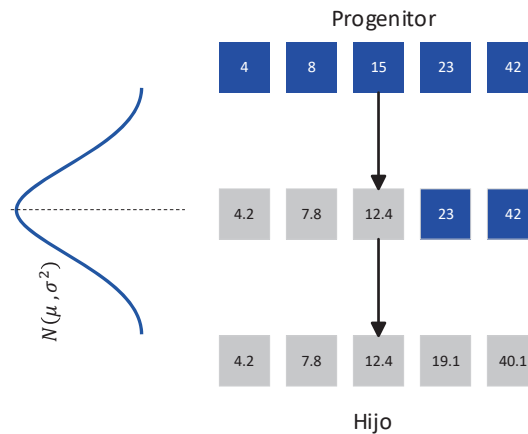 Progenitor
4 8 15 23 42
4.2 7.8 12.4 23 42
N(μ, σ²)
4.2 7.8 12.4 19.1 40.1
Hijo